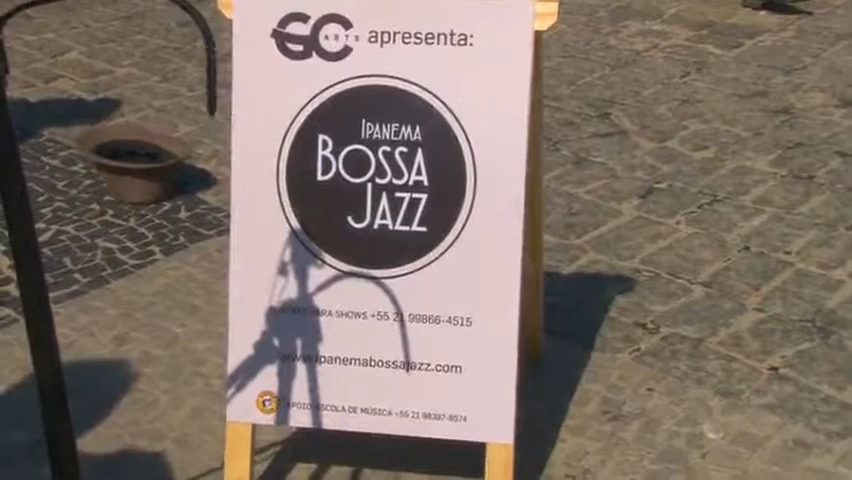 GC ARTS apresenta:
IPANEMA
BOSSA
JAZZ
PARA SHOWS +55 21 99866-4515
www.ipanemabossajazz.com
APOIO: ESCOLA DE MÚSICA +55 21 98397-8574